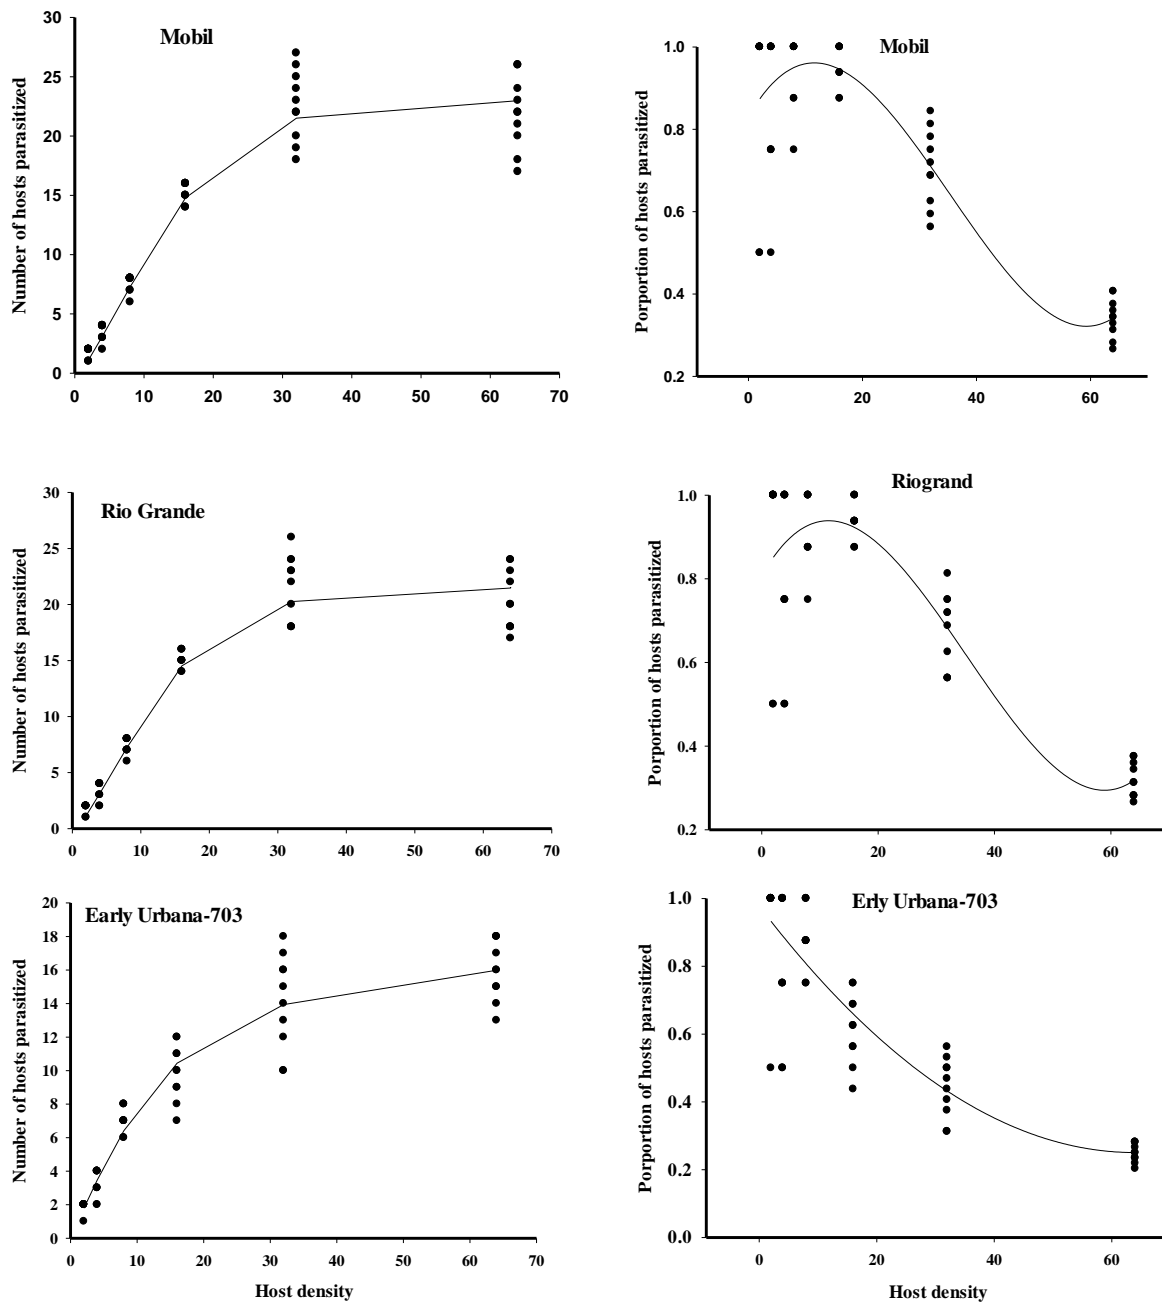 Mobil
Number of hosts parasitized
30
25
20
15
10
5
0
0 10 20 30 40 50 60 70
Mobil
Porportion of hosts parasitized
1.0
0.8
0.6
0.4
0.2
0 20 40 60
Rio Grande
Number of hosts parasitized
30
25
20
15
10
5
0
0 10 20 30 40 50 60 70
Riogrand
Porportion of hosts parasitized
1.0
0.8
0.6
0.4
0.2
0 20 40 60
Early Urbana-703
Number of hosts parasitized
20
18
16
14
12
10
8
6
4
2
0
0 10 20 30 40 50 60 70
Host density
Erly Urbana-703
Porportion of hosts parasitized
1.0
0.8
0.6
0.4
0.2
0.0
0 20 40 60
Host density